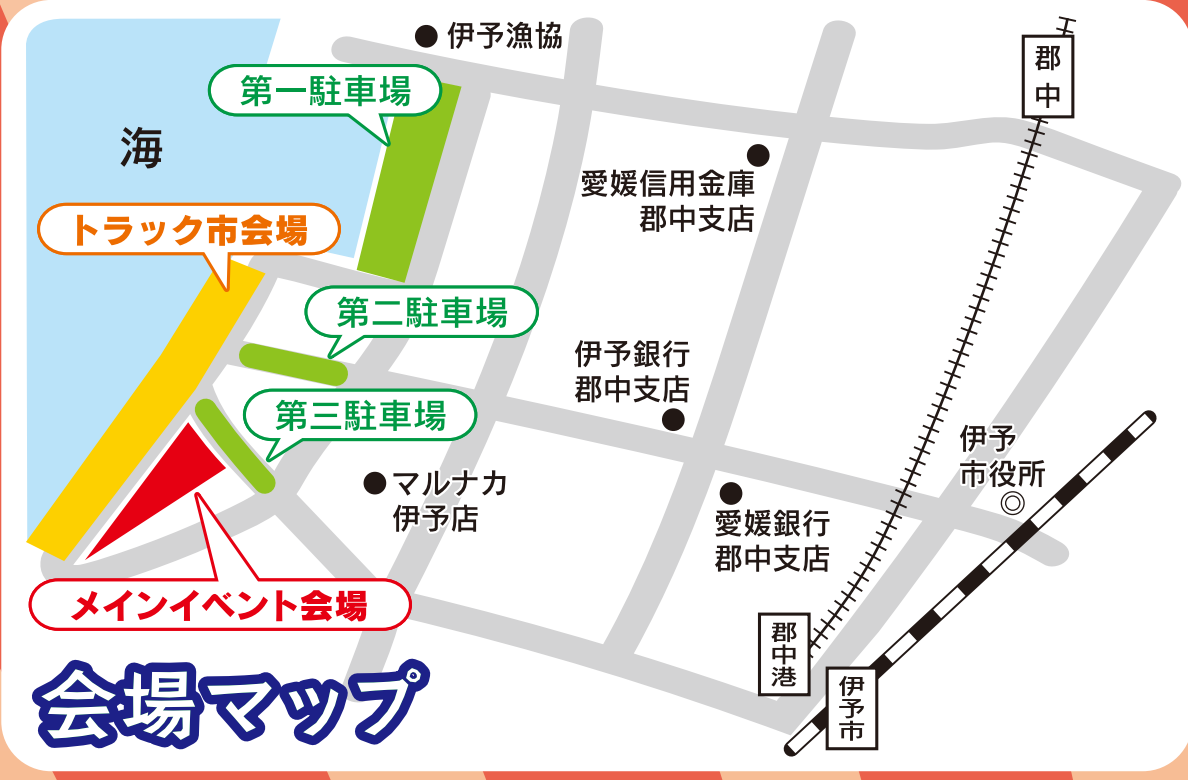 伊予漁協
郡中
第一駐車場
海
愛媛信用金庫
郡中支店
トラック市会場
第二駐車場
伊予銀行
郡中支店
第三駐車場
伊予
市役所
マルナカ
伊予店
愛媛銀行
郡中支店
メインイベント会場
郡中港
伊予市
会場マップ